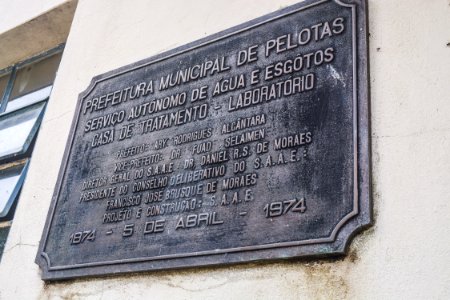 PREFEITURA MUNICIPAL DE PELOTAS
SERVIÇO AUTÔNOMO DE ÁGUA E ESGÔTOS
CASA DE TRATAMENTO - LABORATÓRIO
PREFEITO: ARY RODRIGUES ALCÂNTARA
EXE-PREFEITO: DR. FUAD SELAIMEN
DIRETOR GERAL DO S.A.A.E.: DR. DANIEL R.S. DE MORAES
PRESIDENTE DO CONSELHO DELIBERATIVO DO S.A.A.E.:
FRANCISCO JOSÉ BRUSQUE DE MORAES
PROJETO E CONSTRUÇÃO: S.A.A.E.
1874 - 5 DE ABRIL - 1974